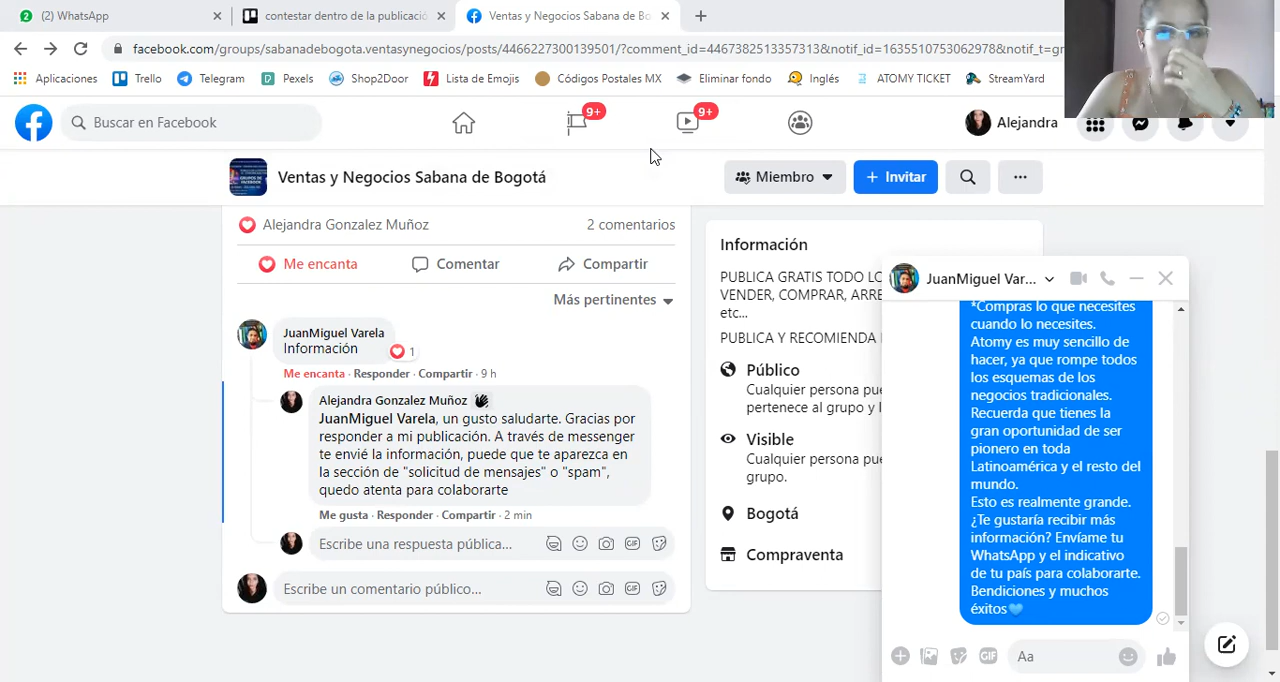 (2) WhatsApp
contestar dentro de la publicació
Ventas y Negocios Sabana de Bo
facebook.com/groups/sabanadebogota.ventasynegocios/posts/4466227300139501/?comment_id=4467382513357313&notif_id=1635510753062978&notif_t=gr
Aplicaciones
Trello
Telegram
Pexels
Shop2Door
Lista de Emojis
Códigos Postales MX
Eliminar fondo
Inglés
ATOMY TICKET
StreamYard
Buscar en Facebook
9+
9+
Alejandra
Ventas y Negocios Sabana de Bogotá
Miembro
+ Invitar
Alejandra Gonzalez Muñoz
2 comentarios
Me encanta
Comentar
Compartir
Más pertinentes
JuanMiguel Varela
Información
1
Me encanta · Responder · Compartir · 9 h
Alejandra Gonzalez Muñoz
JuanMiguel Varela, un gusto saludarte. Gracias por
responder a mi publicación. A través de messenger
te dejé la información, puede que te aparezca en
la sección de "solicitud de mensajes" o "spam",
quedo atenta para colaborarte
Me gusta · Responder · Compartir · 2 min
Escribe una respuesta pública...
GIF
Escribe un comentario público...
GIF
Información
PUBLICA GRATIS TODO LO
VENDER, COMPRAR, ARRE
etc...
PUBLICA Y RECOMIENDA
Público
Cualquier persona pue
pertenece al grupo y l
Visible
Cualquier persona pue
grupo.
Bogotá
Compraventa
JuanMiguel Var...
*Compras lo que necesites
cuando lo necesites.
Atomy es muy sencillo de
hacer, ya que rompe todos
los esquemas de los
negocios tradicionales.
Recuerda que tienes la
gran oportunidad de ser
pionero en toda
Latinoamérica y el resto del
mundo.
Esto es realmente grande.
¿Te gustaría recibir más
información? Envíame tu
WhatsApp y el indicativo
de tu país para colaborarte.
Bendiciones y muchos
éxitos💙
GIF
Aa